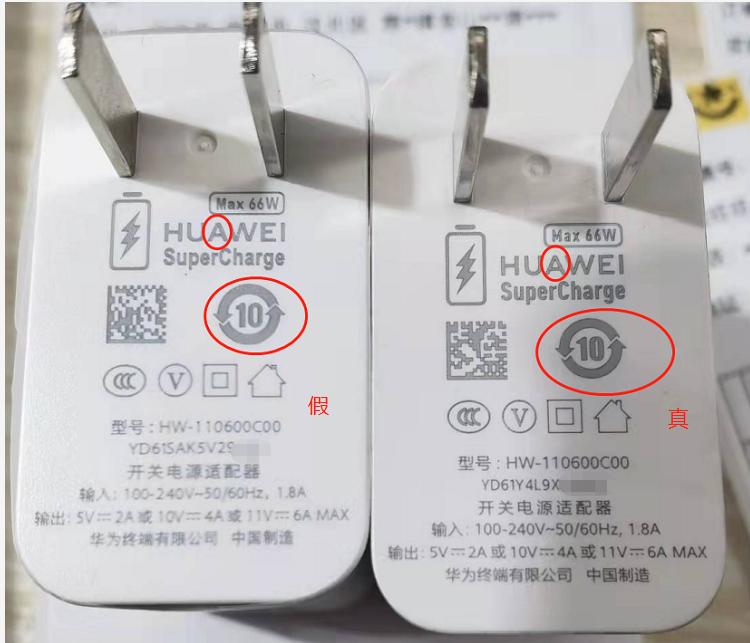 Max 66W
HUAWEI
SuperCharge
10
CCC
V
假
型号：HW-110600C00
YD61SAK5V29
开关电源适配器
输入：100-240V~50/60Hz, 1.8A
输出：5V⎓2A 或 10V⎓4A 或 11V⎓6A MAX
华为终端有限公司 中国制造
Max 66W
HUAWEI
SuperCharge
10
CCC
V
真
型号：HW-110600C00
YD61Y4L9X
开关电源适配器
输入：100-240V~50/60Hz, 1.8A
输出：5V⎓2A 或 10V⎓4A 或 11V⎓6A MAX
华为终端有限公司 中国制造